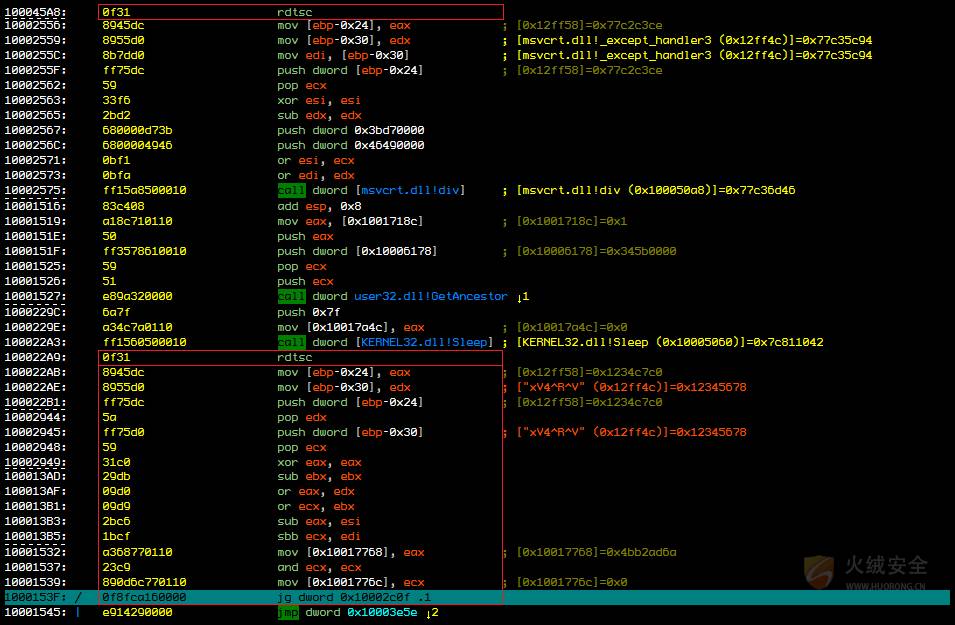 100045A8: 0f31 rdtsc
10002556: 8945dc mov [ebp-0x24], eax ; [0x12ff58]=0x77c2c3ce
10002559: 8955d0 mov [ebp-0x30], edx ; [msvcrt.dll!_except_handler3 (0x12ff4c)]=0x77c35c94
1000255C: 8b7dd0 mov edi, [ebp-0x30] ; [msvcrt.dll!_except_handler3 (0x12ff4c)]=0x77c35c94
1000255F: ff75dc push dword [ebp-0x24] ; [0x12ff58]=0x77c2c3ce
10002562: 59 pop ecx
10002563: 33f6 xor esi, esi
10002565: 2bd2 sub edx, edx
10002567: 680000d73b push dword 0x3bd70000
1000256C: 6800004946 push dword 0x46490000
10002571: 0bf1 or esi, ecx
10002573: 0bfa or edi, edx
10002575: ff15a8500010 call dword [msvcrt.dll!div] ; [msvcrt.dll!div (0x100050a8)]=0x77c36d46
10001516: 83c408 add esp, 0x8
10001519: a18c710110 mov eax, [0x1001718c] ; [0x1001718c]=0x1
1000151E: 50 push eax
1000151F: ff3578610010 push dword [0x10006178] ; [0x10006178]=0x345b0000
10001525: 59 pop ecx
10001526: 51 push ecx
10001527: e89a320000 call dword user32.dll!GetAncestor ↓1
1000229C: 6a7f push 0x7f
1000229E: a34c7a0110 mov [0x10017a4c], eax ; [0x10017a4c]=0x0
100022A3: ff1560500010 call dword [KERNEL32.dll!Sleep] ; [KERNEL32.dll!Sleep (0x10005060)]=0x7c811042
100022A9: 0f31 rdtsc
100022AB: 8945dc mov [ebp-0x24], eax ; [0x12ff58]=0x1234c7c0
100022AE: 8955d0 mov [ebp-0x30], edx ; ["xV4^R^V" (0x12ff4c)]=0x12345678
100022B1: ff75dc push dword [ebp-0x24] ; [0x12ff58]=0x1234c7c0
10002944: 5a pop edx
10002945: ff75d0 push dword [ebp-0x30] ; ["xV4^R^V" (0x12ff4c)]=0x12345678
10002948: 59 pop ecx
10002949: 31c0 xor eax, eax
100013AD: 29db sub ebx, ebx
100013AF: 09d0 or eax, edx
100013B1: 09d9 or ecx, ebx
100013B3: 2bc6 sub eax, esi
100013B5: 1bcf sbb ecx, edi
10001532: a368770110 mov [0x10017768], eax ; [0x10017768]=0x4bb2ad6a
10001537: 23c9 and ecx, ecx
10001539: 890d6c770110 mov [0x1001776c], ecx ; [0x1001776c]=0x0
1000153F: / 0f8fca160000 jg dword 0x10002c0f .1
10001545: | e914290000 jmp dword 0x10003e5e ↓2
火绒安全
WWW.HUORONG.CN